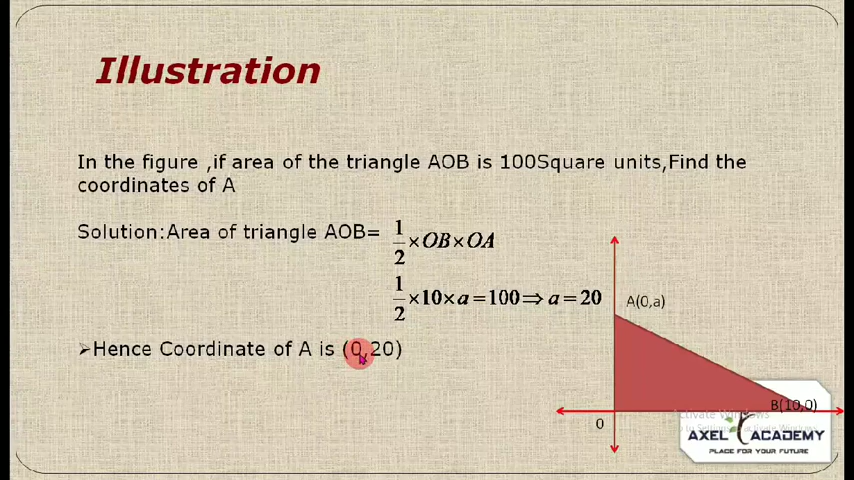 Illustration
In the figure ,if area of the triangle AOB is 100Square units,Find the
coordinates of A
Solution:Area of triangle AOB= 1/2 ×OB×OA
1/2 ×10×a=100⇒a=20
➢Hence Coordinate of A is (0,20)
A(0,a)
B(10,0)
0
AXEL ACADEMY
PLACE FOR YOUR FUTURE